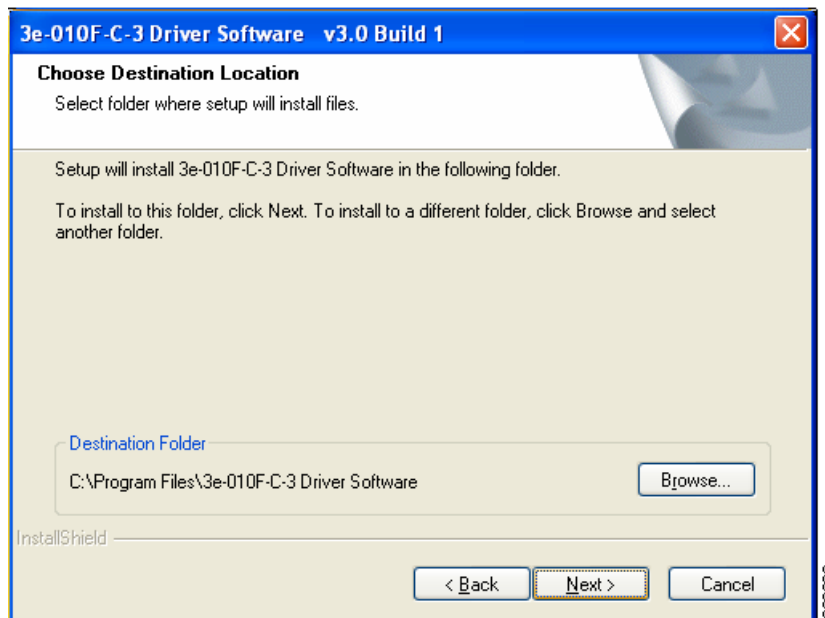 3e-010F-C-3 Driver Software v3.0 Build 1
Choose Destination Location
Select folder where setup will install files.
Setup will install 3e-010F-C-3 Driver Software in the following folder.
To install to this folder, click Next. To install to a different folder, click Browse and select
another folder.
Destination Folder
C:\Program Files\3e-010F-C-3 Driver Software
Browse...
InstallShield
< Back
Next >
Cancel